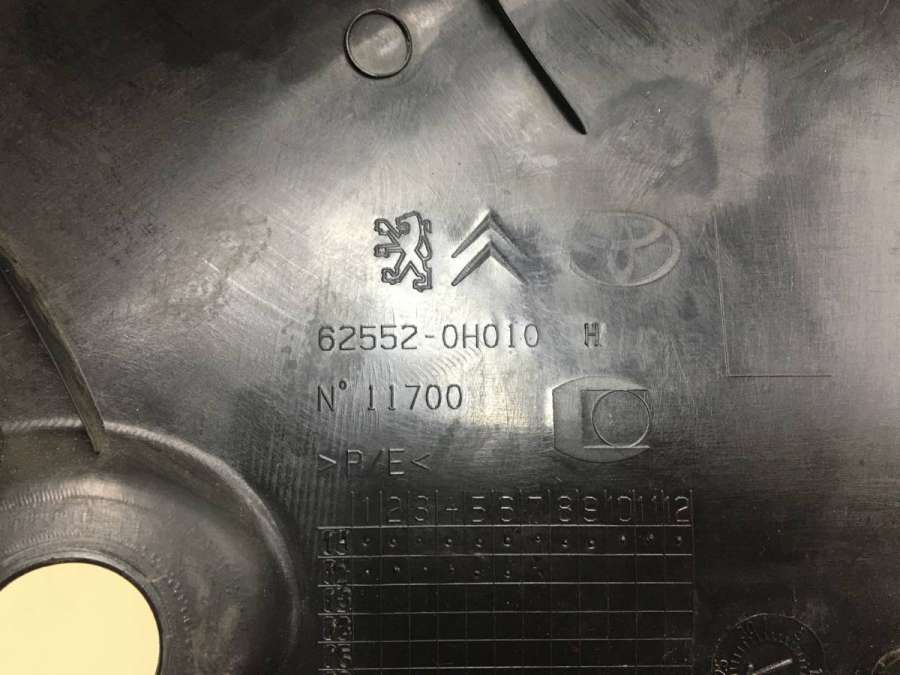 62552-0H010 H
N° 11700
>P/E<
1 2 3 4 5 6 7 8 9 10 11 12